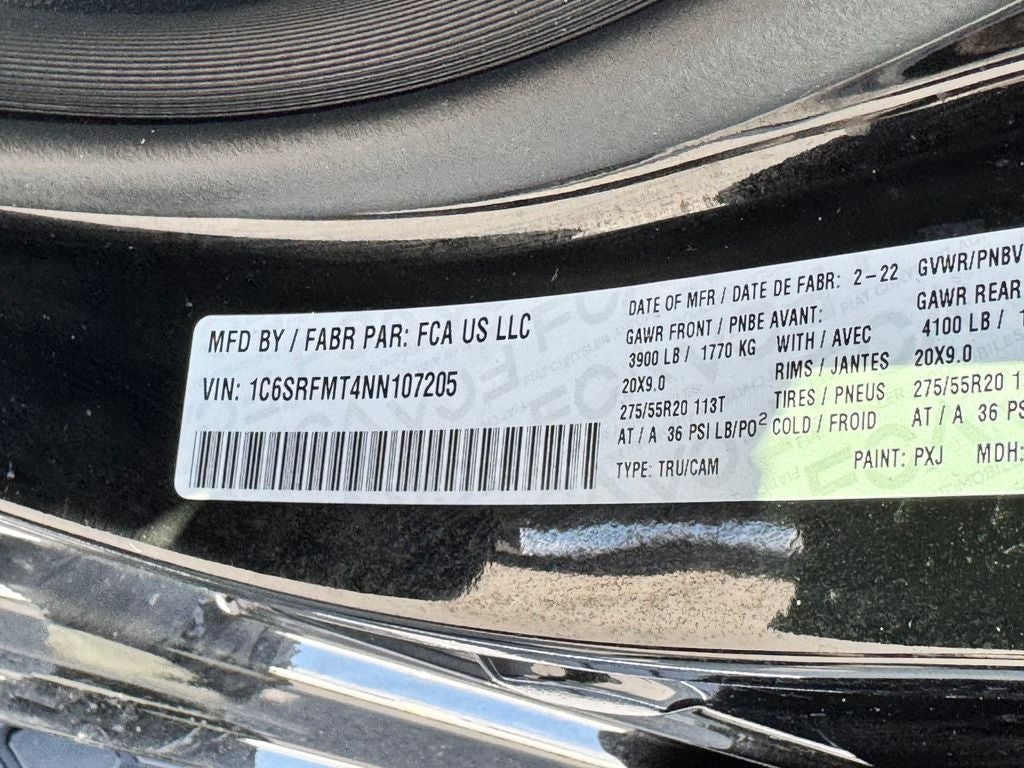 MFD BY / FABR PAR: FCA US LLC
VIN: 1C6SRFMT4NN107205
DATE OF MFR / DATE DE FABR: 2-22 GVWR/PNBV
GAWR FRONT / PNBE AVANT: GAWR REAR
3900 LB / 1770 KG WITH / AVEC 4100 LB /
20X9.0 RIMS / JANTES 20X9.0
275/55R20 113T TIRES / PNEUS 275/55R20
AT / A 36 PSI LB/PO² COLD / FROID AT / A 36
TYPE: TRU/CAM PAINT: PXJ MDH: